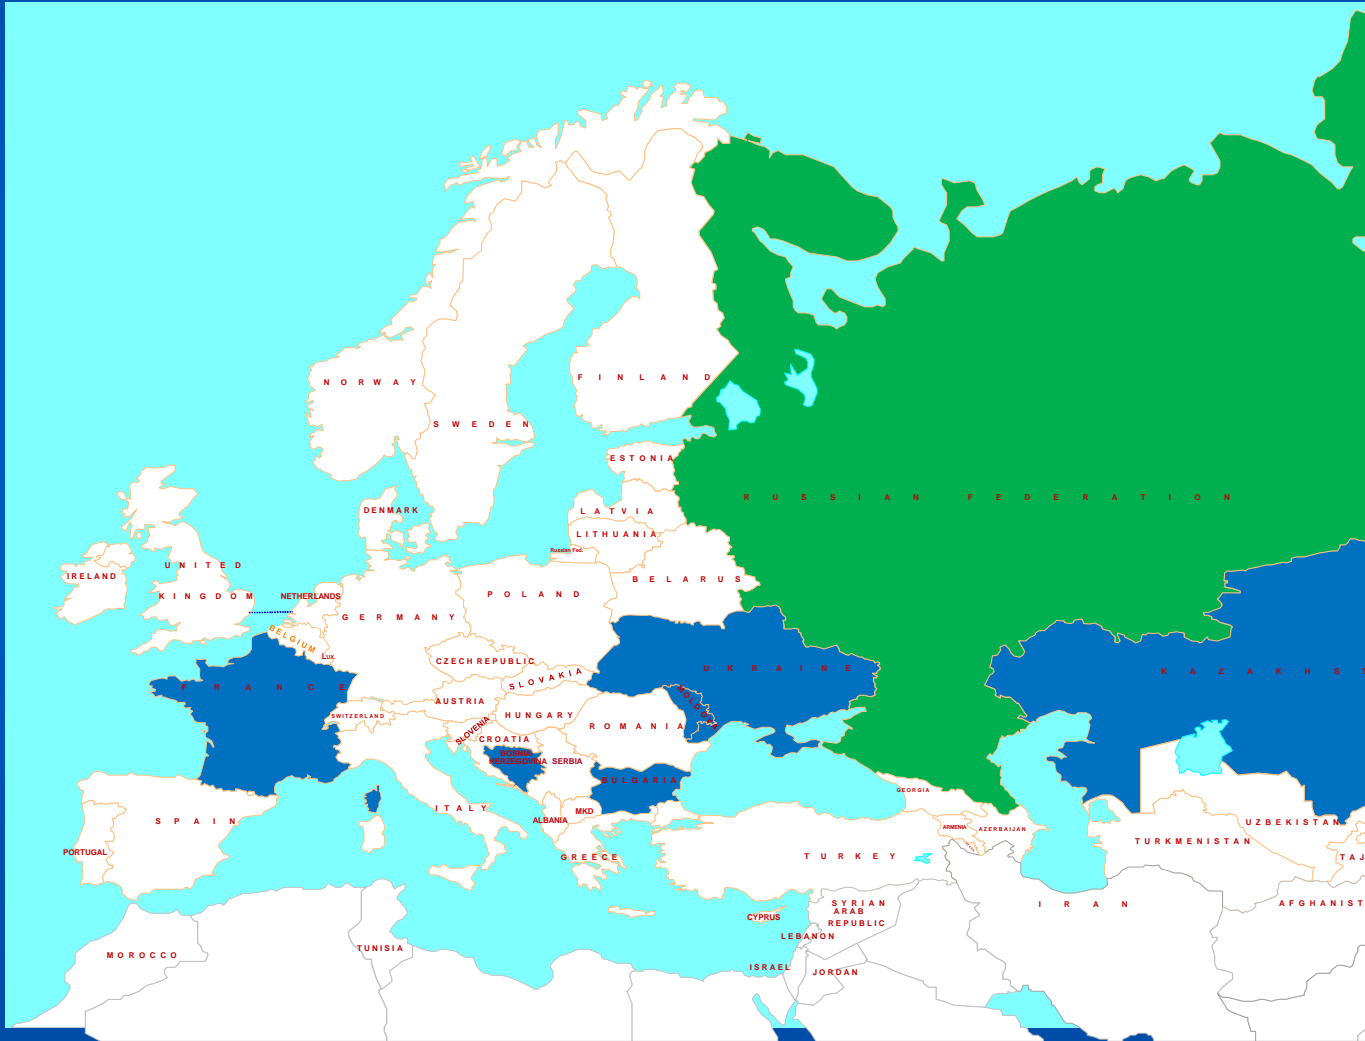 NORWAY
FINLAND
SWEDEN
ESTONIA
RUSSIAN FEDERATION
DENMARK
LATVIA
LITHUANIA
Russian Fed.
UNITED
KINGDOM
IRELAND
BELARUS
NETHERLANDS
POLAND
GERMANY
BELGIUM
Lux.
CZECH REPUBLIC
UKRAINE
KAZAKHS
SLOVAKIA
FRANCE
AUSTRIA
MOLDOVA
SWITZERLAND
HUNGARY
ROMANIA
SLOVENIA
CROATIA
BOSNIA
HERZEGOVINA
SERBIA
BULGARIA
GEORGIA
ITALY
MKD
ALBANIA
SPAIN
UZBEKISTAN
ARMENIA
AZERBAIJAN
TURKMENISTAN
PORTUGAL
GREECE
TURKEY
TAJ
SYRIAN
ARAB
REPUBLIC
IRAN
AFGHANIST
CYPRUS
LEBANON
TUNISIA
MOROCCO
ISRAEL
JORDAN